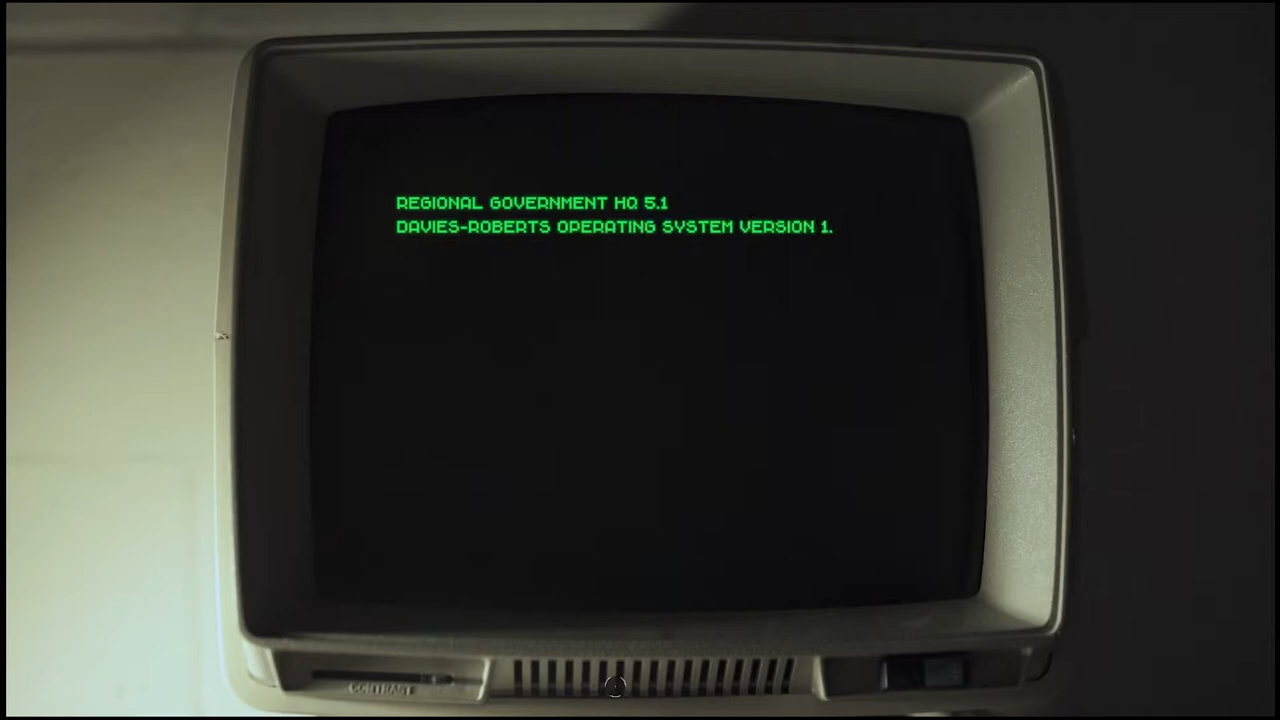 REGIONAL GOVERNMENT HQ 5.1
DAVIES-ROBERTS OPERATING SYSTEM VERSION 1.
CONTRAST